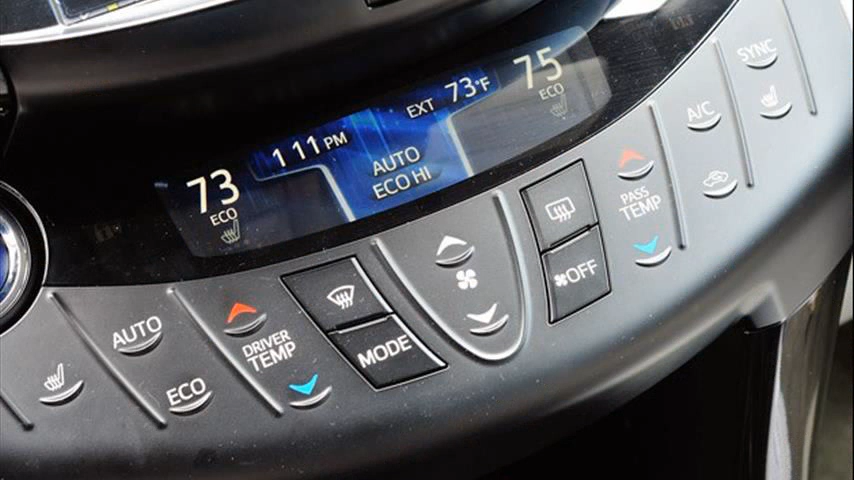 73
ECO
1 11 PM
EXT 73°F
75
ECO
AUTO
ECO HI
AUTO
ECO
DRIVER
TEMP
MODE
OFF
PASS
TEMP
A/C
SYNC